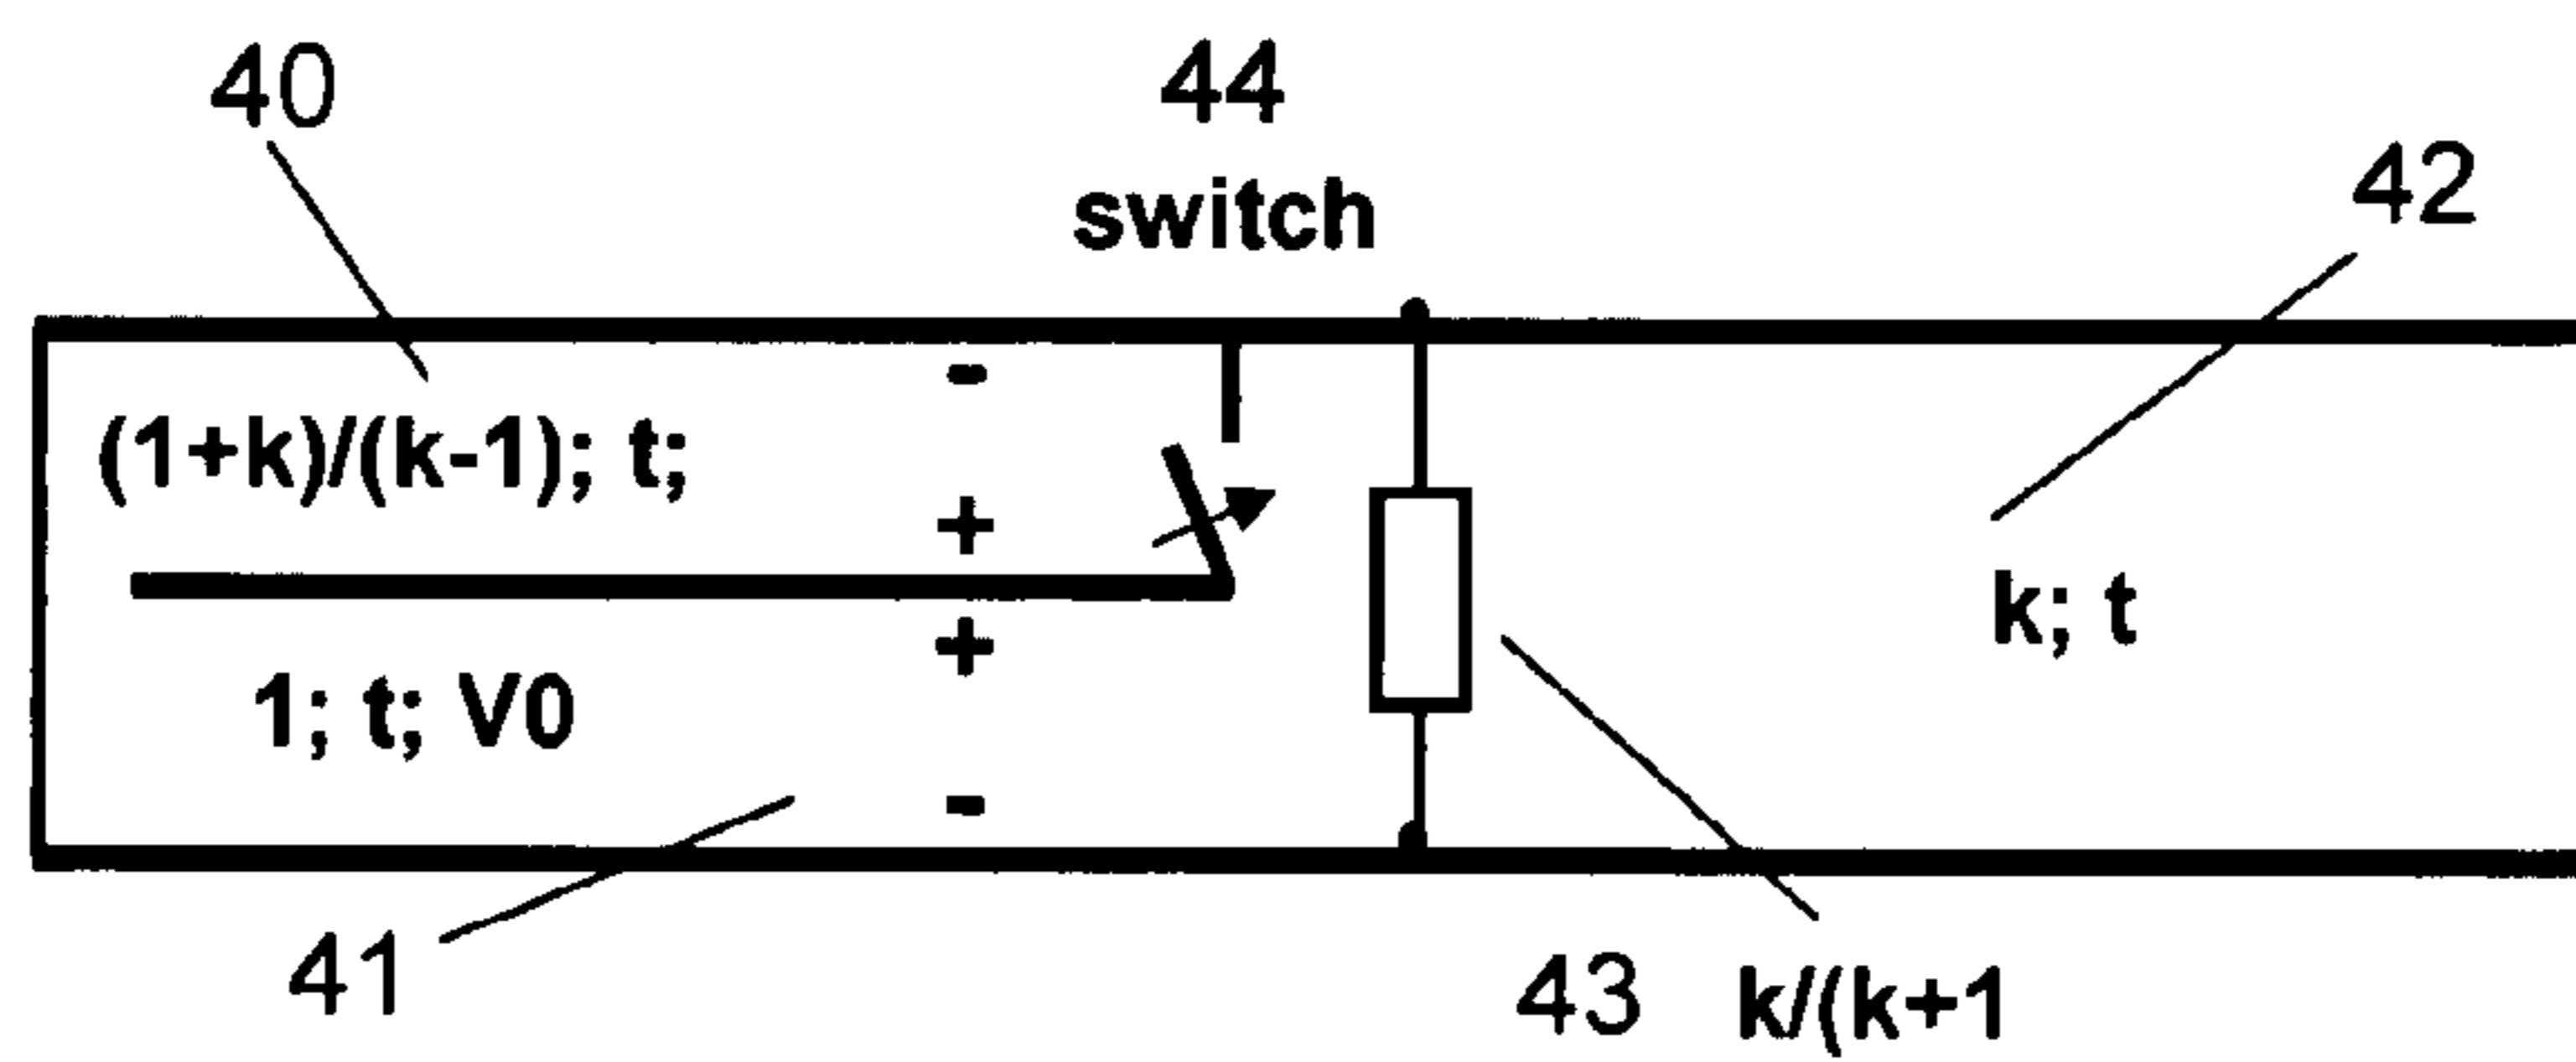 40
44
switch
42
-
(1+k)/(k-1); t;
+
k; t
+
1; t; V0
-
41
43 k/(k+1